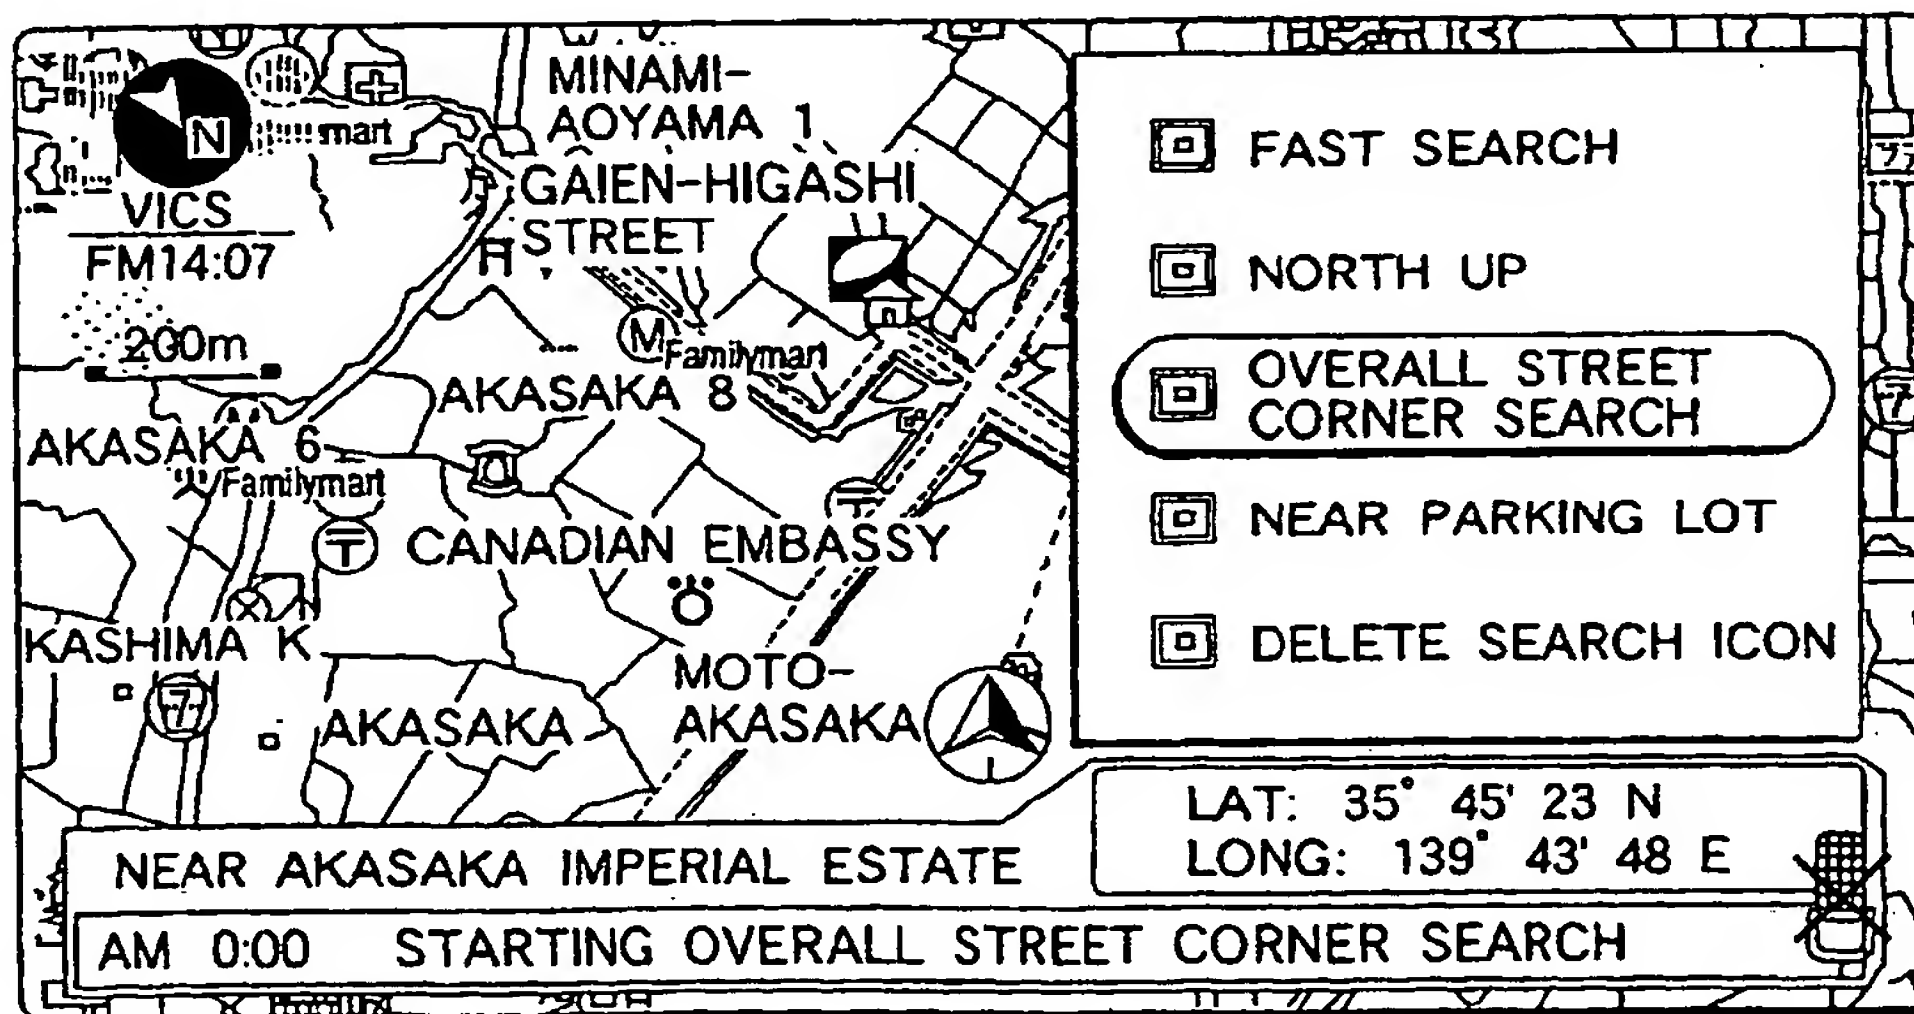 MINAMI-
AOYAMA 1
N
mart
GAIEN-HIGASHI
STREET
VICS
FM14:07
H
200m
M
Familymart
AKASAKA 8
AKASAKA 6
Familymart
CANADIAN EMBASSY
KASHIMA K
7
MOTO-
AKASAKA
AKASAKA
FAST SEARCH
NORTH UP
OVERALL STREET
CORNER SEARCH
NEAR PARKING LOT
DELETE SEARCH ICON
7
LAT: 35° 45' 23 N
LONG: 139° 43' 48 E
NEAR AKASAKA IMPERIAL ESTATE
AM 0:00 STARTING OVERALL STREET CORNER SEARCH